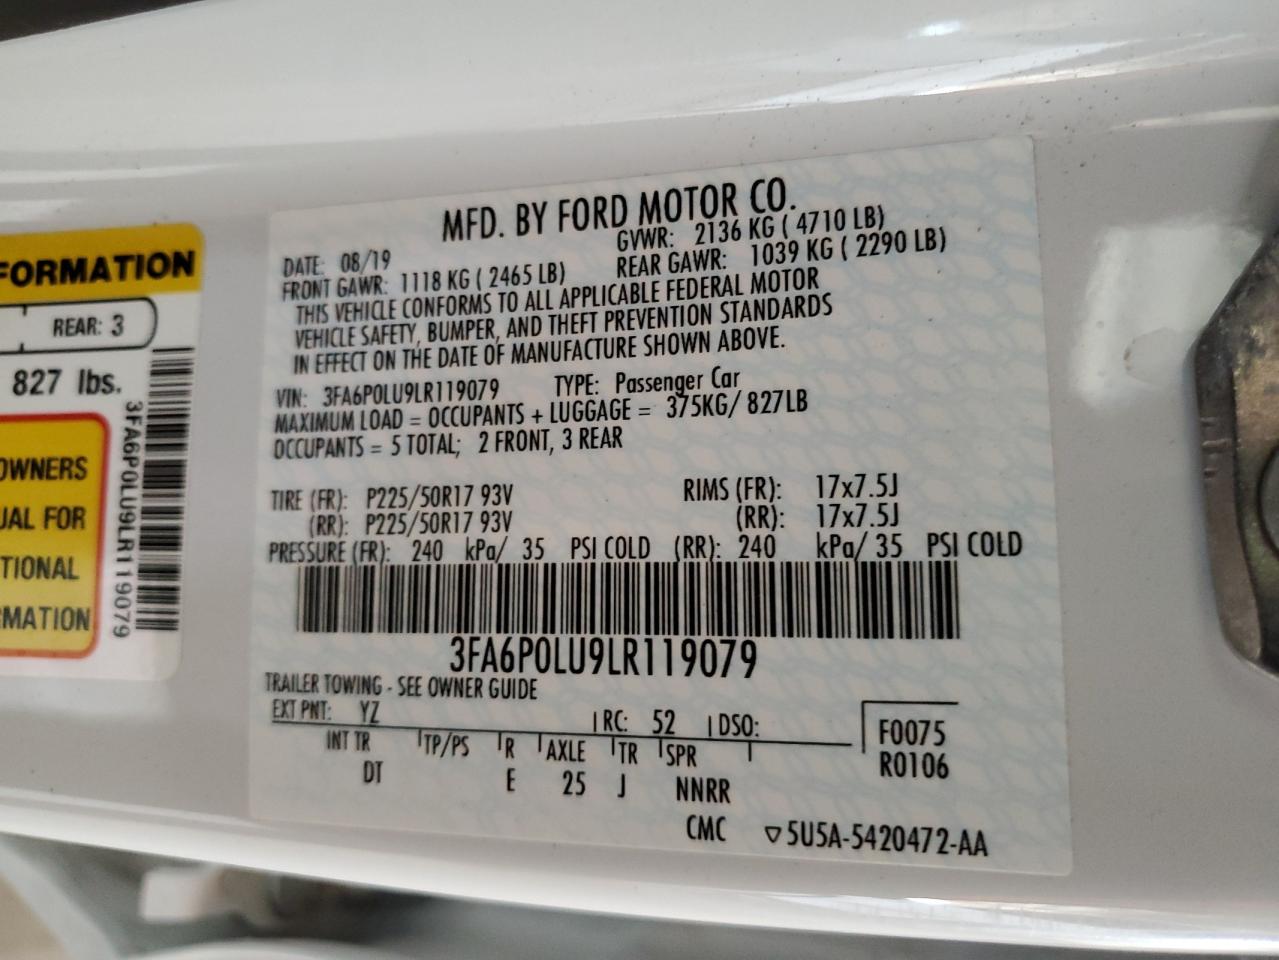 FORMATION
REAR: 3
827 lbs.
OWNERS
UAL FOR
TIONAL
RMATION
3FA6P0LU9LR119079
MFD. BY FORD MOTOR CO.
DATE: 08/19 GVWR: 2136 KG ( 4710 LB)
FRONT GAWR: 1118 KG ( 2465 LB) REAR GAWR: 1039 KG ( 2290 LB)
THIS VEHICLE CONFORMS TO ALL APPLICABLE FEDERAL MOTOR
VEHICLE SAFETY, BUMPER, AND THEFT PREVENTION STANDARDS
IN EFFECT ON THE DATE OF MANUFACTURE SHOWN ABOVE.
VIN: 3FA6P0LU9LR119079 TYPE: Passenger Car
MAXIMUM LOAD = OCCUPANTS + LUGGAGE = 375KG/ 827LB
OCCUPANTS = 5 TOTAL; 2 FRONT, 3 REAR
TIRE (FR): P225/50R17 93V RIMS (FR): 17x7.5J
(RR): P225/50R17 93V (RR): 17x7.5J
PRESSURE (FR): 240 kPa/ 35 PSI COLD (RR): 240 kPa/ 35 PSI COLD
3FA6P0LU9LR119079
TRAILER TOWING - SEE OWNER GUIDE
EXT PNT: YZ RC: 52 DSO:
INT TR TP/PS R AXLE TR SPR F0075
DT E 25 J NNRR R0106
CMC ▽5U5A-5420472-AA